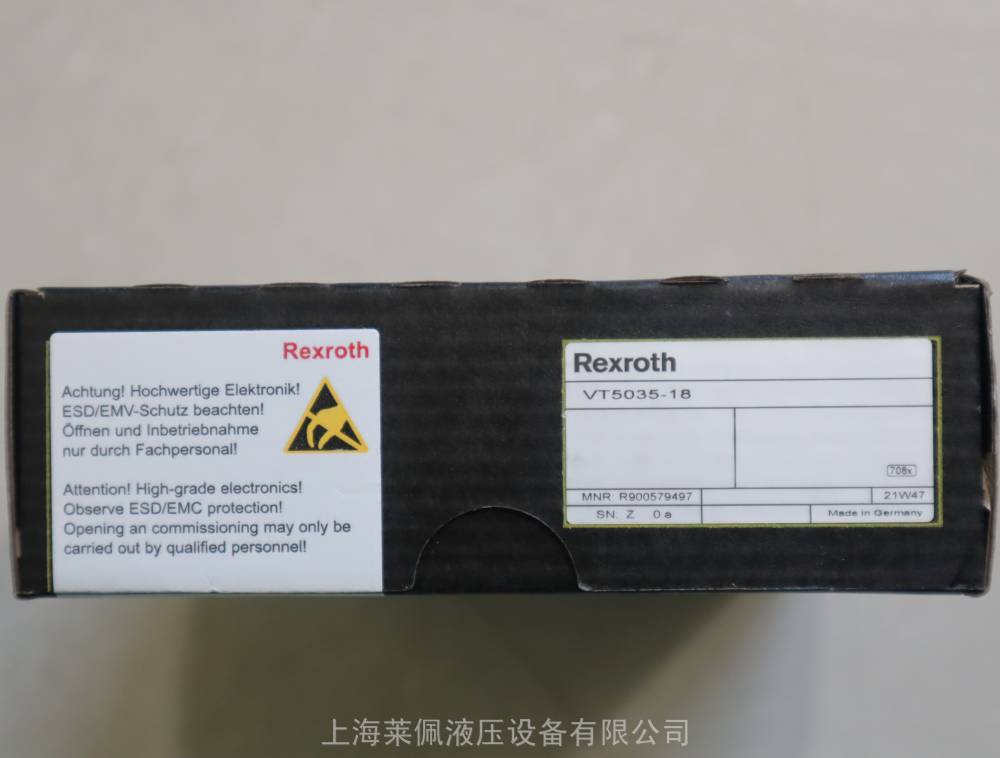 Rexroth
Achtung! Hochwertige Elektronik!
ESD/EMV-Schutz beachten!
Öffnen und Inbetriebnahme
nur durch Fachpersonal!
Attention! High-grade electronics!
Observe ESD/EMC protection!
Opening an commissioning may only be
carried out by qualified personnel!
Rexroth
VT5035-18
708x
MNR: R900579497
21W47
SN: Z 0.a
Made in Germany
上海莱佩液压设备有限公司